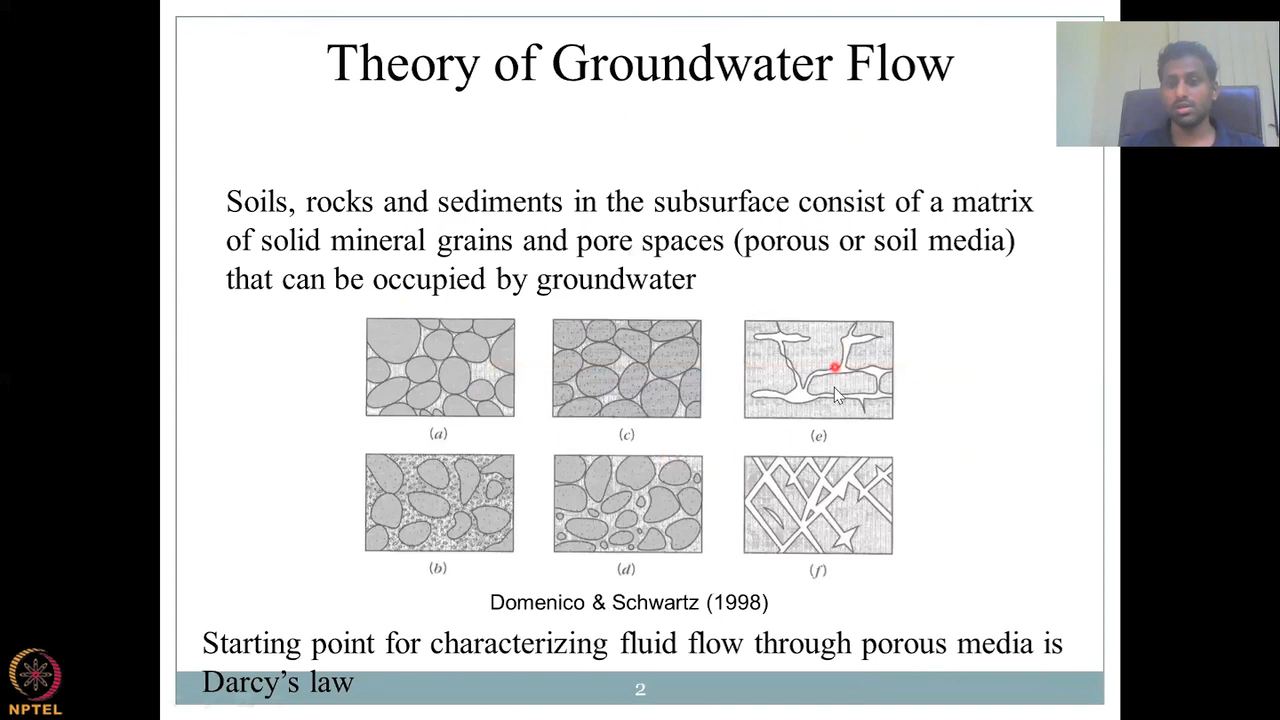 Theory of Groundwater Flow
Soils, rocks and sediments in the subsurface consist of a matrix
of solid mineral grains and pore spaces (porous or soil media)
that can be occupied by groundwater
(a)
(c)
(e)
(b)
(d)
(f)
Domenico & Schwartz (1998)
Starting point for characterizing fluid flow through porous media is
Darcy's law
2
NPTEL